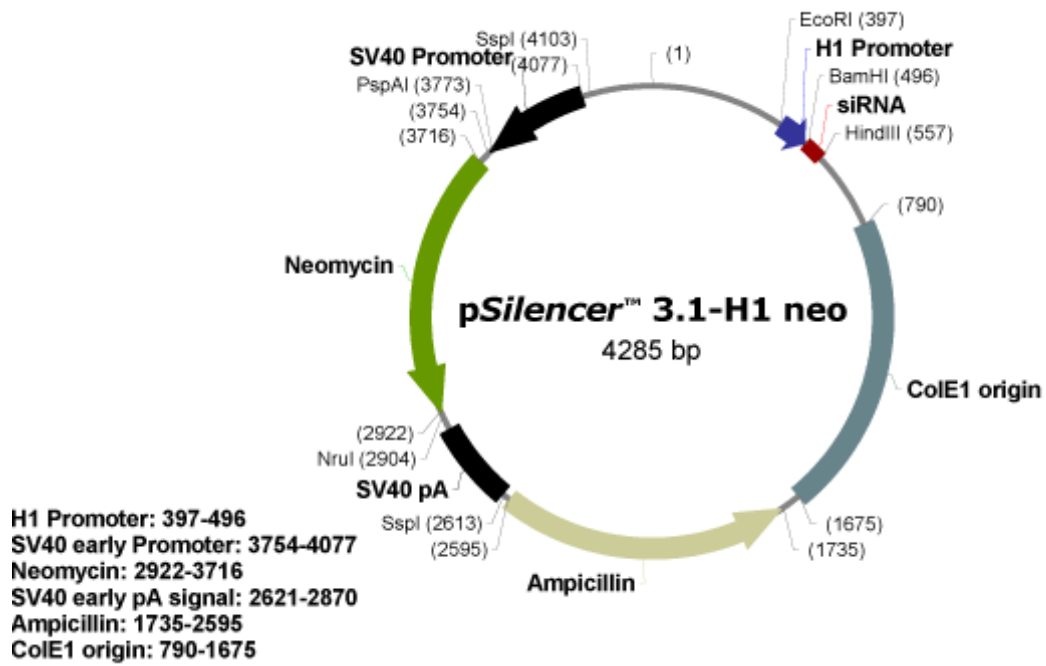 EcoRI (397)
SspI (4103)
(1)
H1 Promoter
SV40 Promoter
(4077)
BamHI (496)
PspAI (3773)
siRNA
(3754)
HindIII (557)
(3716)
(790)
Neomycin
pSilencer™ 3.1-H1 neo
4285 bp
ColE1 origin
(2922)
NruI (2904)
SV40 pA
SspI (2613)
(2595)
(1675)
(1735)
Ampicillin
H1 Promoter: 397-496
SV40 early Promoter: 3754-4077
Neomycin: 2922-3716
SV40 early pA signal: 2621-2870
Ampicillin: 1735-2595
ColE1 origin: 790-1675